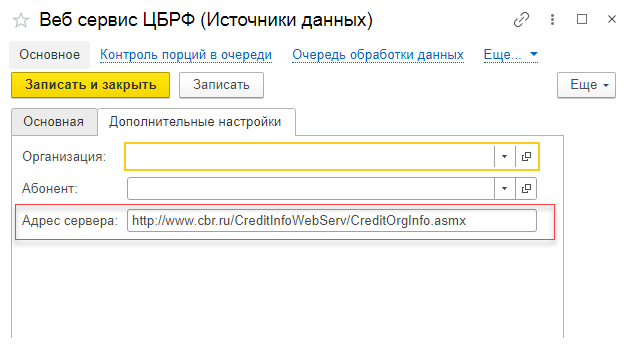 Веб сервис ЦБРФ (Источники данных)
Основное Контроль порций в очереди Очередь обработки данных Еще...
Записать и закрыть Записать Еще
Основная Дополнительные настройки
Организация:
Абонент:
Адрес сервера: http://www.cbr.ru/CreditInfoWebServ/CreditOrgInfo.asmx